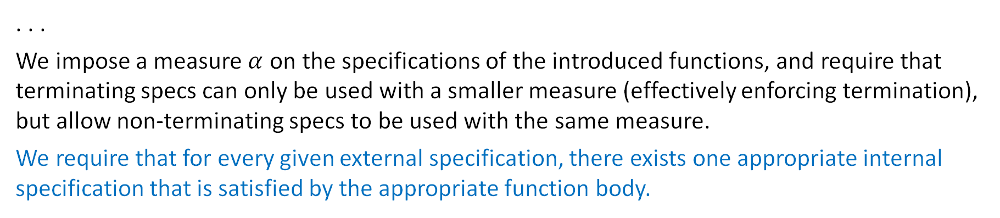 . . .
We impose a measure α on the specifications of the introduced functions, and require that
terminating specs can only be used with a smaller measure (effectively enforcing termination),
but allow non-terminating specs to be used with the same measure.
We require that for every given external specification, there exists one appropriate internal
specification that is satisfied by the appropriate function body.